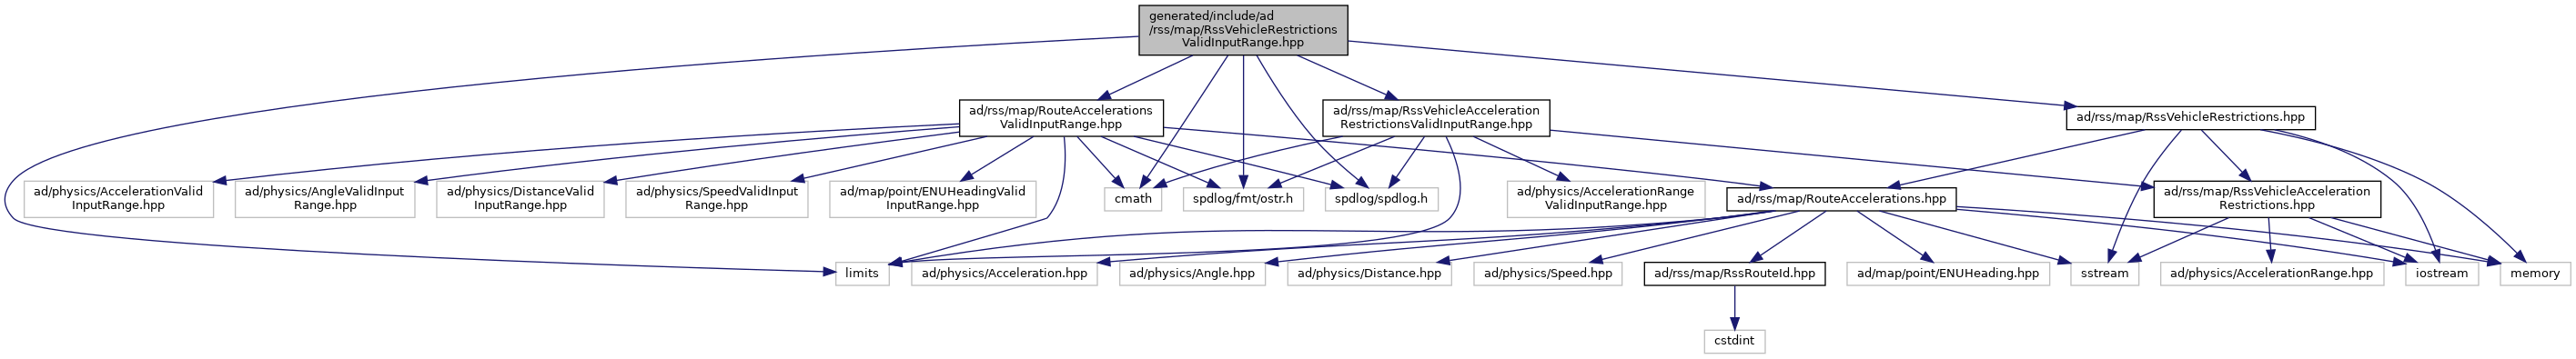 generated/include/ad
/rss/map/RssVehicleRestrictions
ValidInputRange.hpp
ad/rss/map/RouteAccelerations
ValidInputRange.hpp
ad/rss/map/RssVehicleAcceleration
RestrictionsValidInputRange.hpp
ad/rss/map/RssVehicleRestrictions.hpp
ad/physics/AccelerationValid
InputRange.hpp
ad/physics/AngleValidInput
Range.hpp
ad/physics/DistanceValid
InputRange.hpp
ad/physics/SpeedValidInput
Range.hpp
ad/map/point/ENUHeadingValid
InputRange.hpp
cmath
spdlog/fmt/ostr.h
spdlog/spdlog.h
ad/physics/AccelerationRange
ValidInputRange.hpp
ad/rss/map/RouteAccelerations.hpp
ad/rss/map/RssVehicleAcceleration
Restrictions.hpp
limits
ad/physics/Acceleration.hpp
ad/physics/Angle.hpp
ad/physics/Distance.hpp
ad/physics/Speed.hpp
ad/rss/map/RssRouteId.hpp
ad/map/point/ENUHeading.hpp
sstream
ad/physics/AccelerationRange.hpp
iostream
memory
cstdint